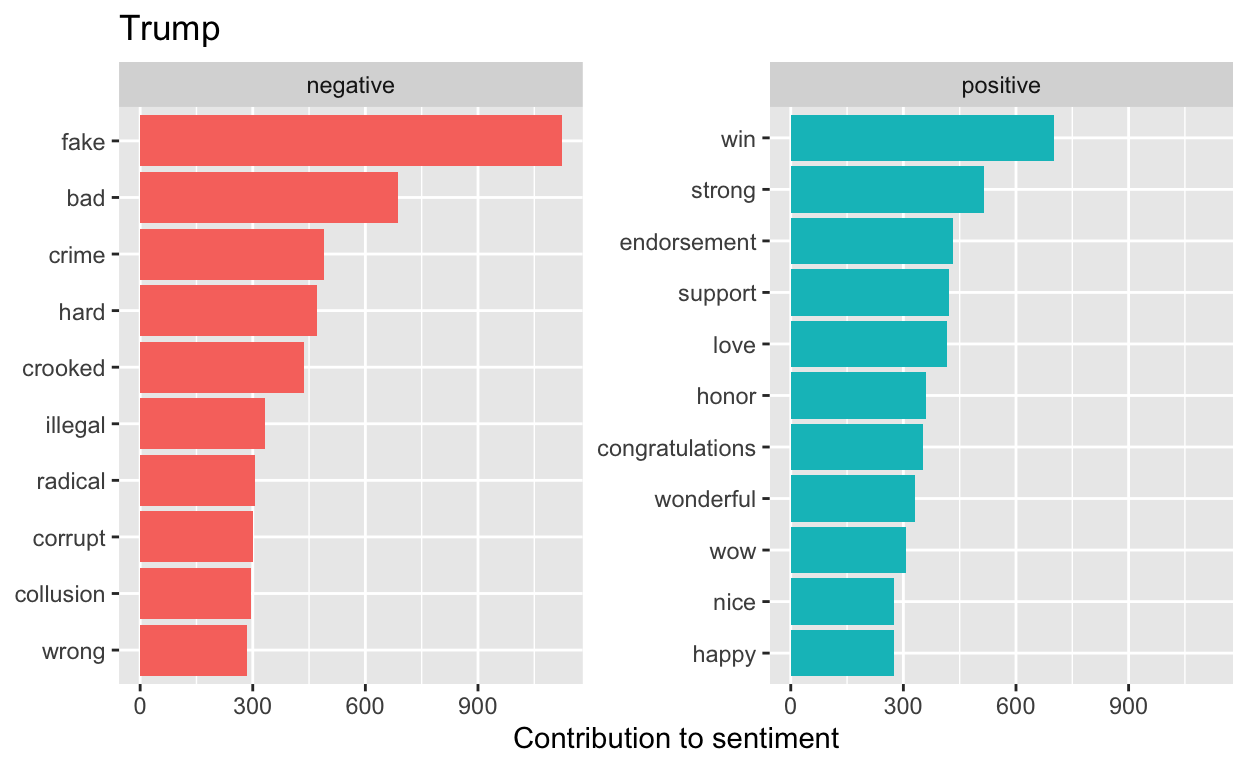 Trump
negative
fake
bad
crime
hard
crooked
illegal
radical
corrupt
collusion
wrong
0 300 600 900
positive
win
strong
endorsement
support
love
honor
congratulations
wonderful
wow
nice
happy
0 300 600 900
Contribution to sentiment